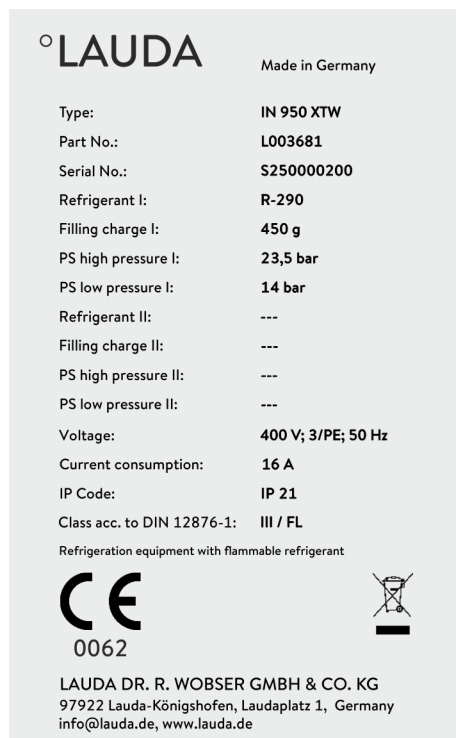 °LAUDA
Made in Germany
Type: IN 950 XTW
Part No.: L003681
Serial No.: S250000200
Refrigerant I: R-290
Filling charge I: 450 g
PS high pressure I: 23,5 bar
PS low pressure I: 14 bar
Refrigerant II: ---
Filling charge II: ---
PS high pressure II: ---
PS low pressure II: ---
Voltage: 400 V; 3/PE; 50 Hz
Current consumption: 16 A
IP Code: IP 21
Class acc. to DIN 12876-1: III / FL
Refrigeration equipment with flammable refrigerant
CE
0062
LAUDA DR. R. WOBSER GMBH & CO. KG
97922 Lauda-Königshofen, Laudaplatz 1, Germany
info@lauda.de, www.lauda.de